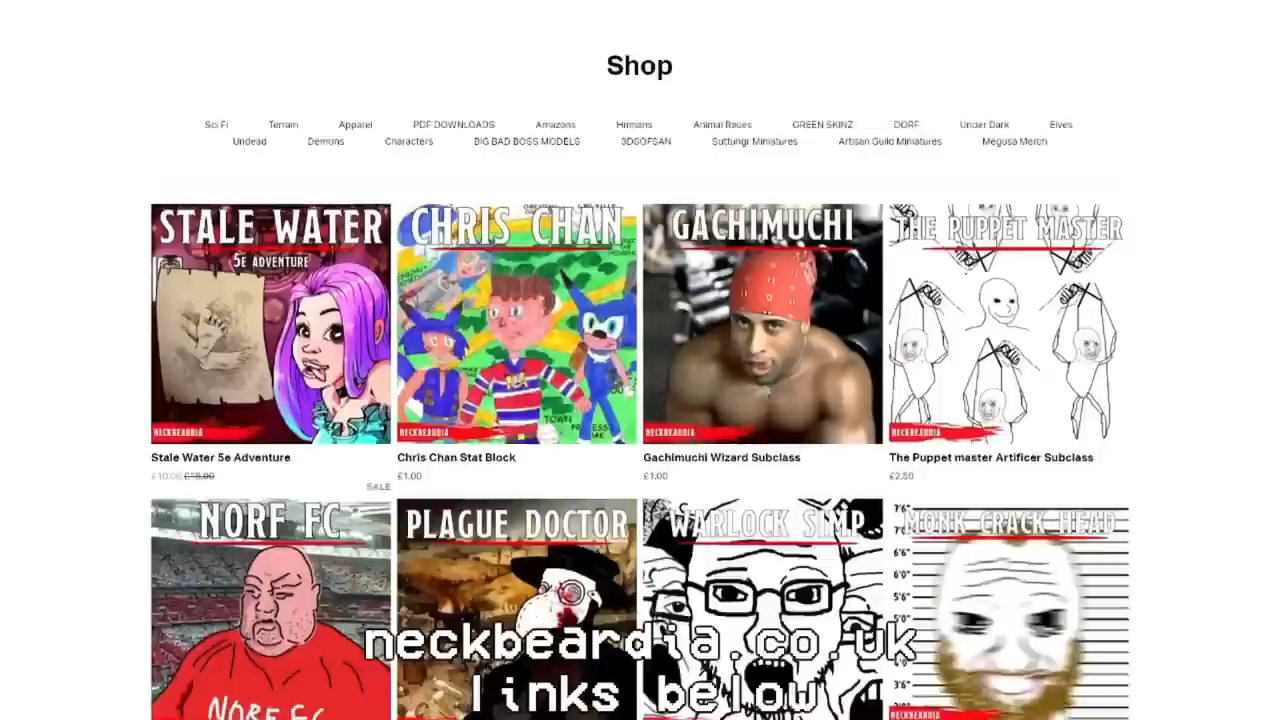 Shop
Sci Fi Terrain Apparel PDF DOWNLOADS Amazons Humans Animal Races GREEN SKINZ DORF Under Dark Elves
Undead Demons Characters BIG BAD BOSS MODELS 3DSOFSAN Suttungr Miniatures Artisan Guild Miniatures Megusa Merch
STALE WATER
5E ADVENTURE
NECKBEARDIA
Stale Water 5e Adventure
£10.00 £15.00
SALE
CHRIS CHAN
TOWN
NECKBEARDIA
Chris Chan Stat Block
£1.00
GACHIMUCHI
NECKBEARDIA
Gachimuchi Wizard Subclass
£1.00
THE PUPPET MASTER
NECKBEARDIA
The Puppet master Artificer Subclass
£2.50
NORF FC
NORF FC
PLAGUE DOCTOR
WARLOCK SIMP
MONK CRACK HEAD
7'6"
6'6"
6'0"
5'6"
5'0"
3'6"
NECKBEARDIA
neckbeardia.co.uk
links below